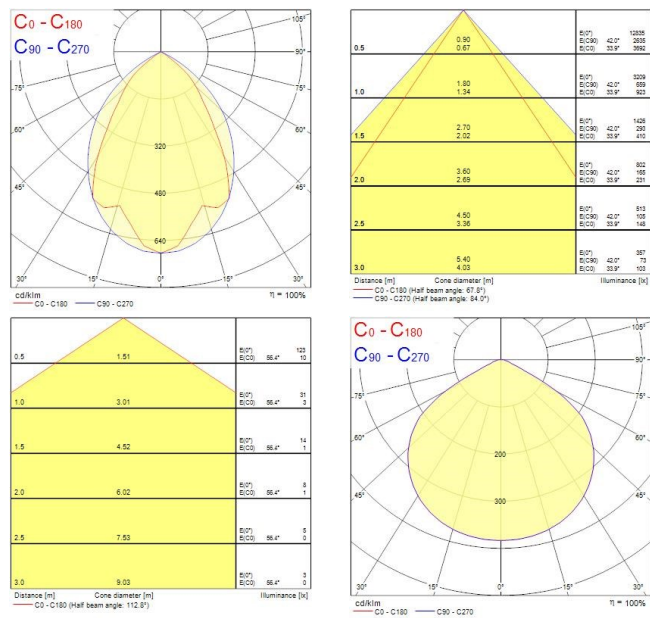 C0 - C180
C90 - C270
105°
90°
75°
60°
45°
320
480
640
30°
15°
0°
15°
30°
cd/klm
η = 100%
C0 - C180
C90 - C270
0.5
0.90
0.67
E(0°) 12835
E(C90) 42.0° 2635
E(C0) 33.9° 3692
1.0
1.80
1.34
E(0°) 3209
E(C90) 42.0° 659
E(C0) 33.9° 923
1.5
2.70
2.02
E(0°) 1426
E(C90) 42.0° 293
E(C0) 33.9° 410
2.0
3.60
2.69
E(0°) 802
E(C90) 42.0° 165
E(C0) 33.9° 231
2.5
4.50
3.36
E(0°) 513
E(C90) 42.0° 105
E(C0) 33.9° 148
3.0
5.40
4.03
E(0°) 357
E(C90) 42.0° 73
E(C0) 33.9° 103
Distance [m] Cone diameter [m] Illuminance [lx]
C0 - C180 (Half beam angle: 67.8°)
C90 - C270 (Half beam angle: 84.0°)
0.5 1.51
E(0°) 123
E(C0) 56.4° 10
1.0 3.01
E(0°) 31
E(C0) 56.4° 3
1.5 4.52
E(0°) 14
E(C0) 56.4° 1
2.0 6.02
E(0°) 8
E(C0) 56.4° 1
2.5 7.53
E(0°) 5
E(C0) 56.4° 0
3.0 9.03
E(0°) 3
E(C0) 56.4° 0
Distance [m] Cone diameter [m] Illuminance [lx]
C0 - C180 (Half beam angle: 112.8°)
C0 - C180
C90 - C270
105°
90°
75°
60°
45°
200
300
30°
15°
0°
15°
30°
cd/klm
η = 100%
C0 - C180
C90 - C270